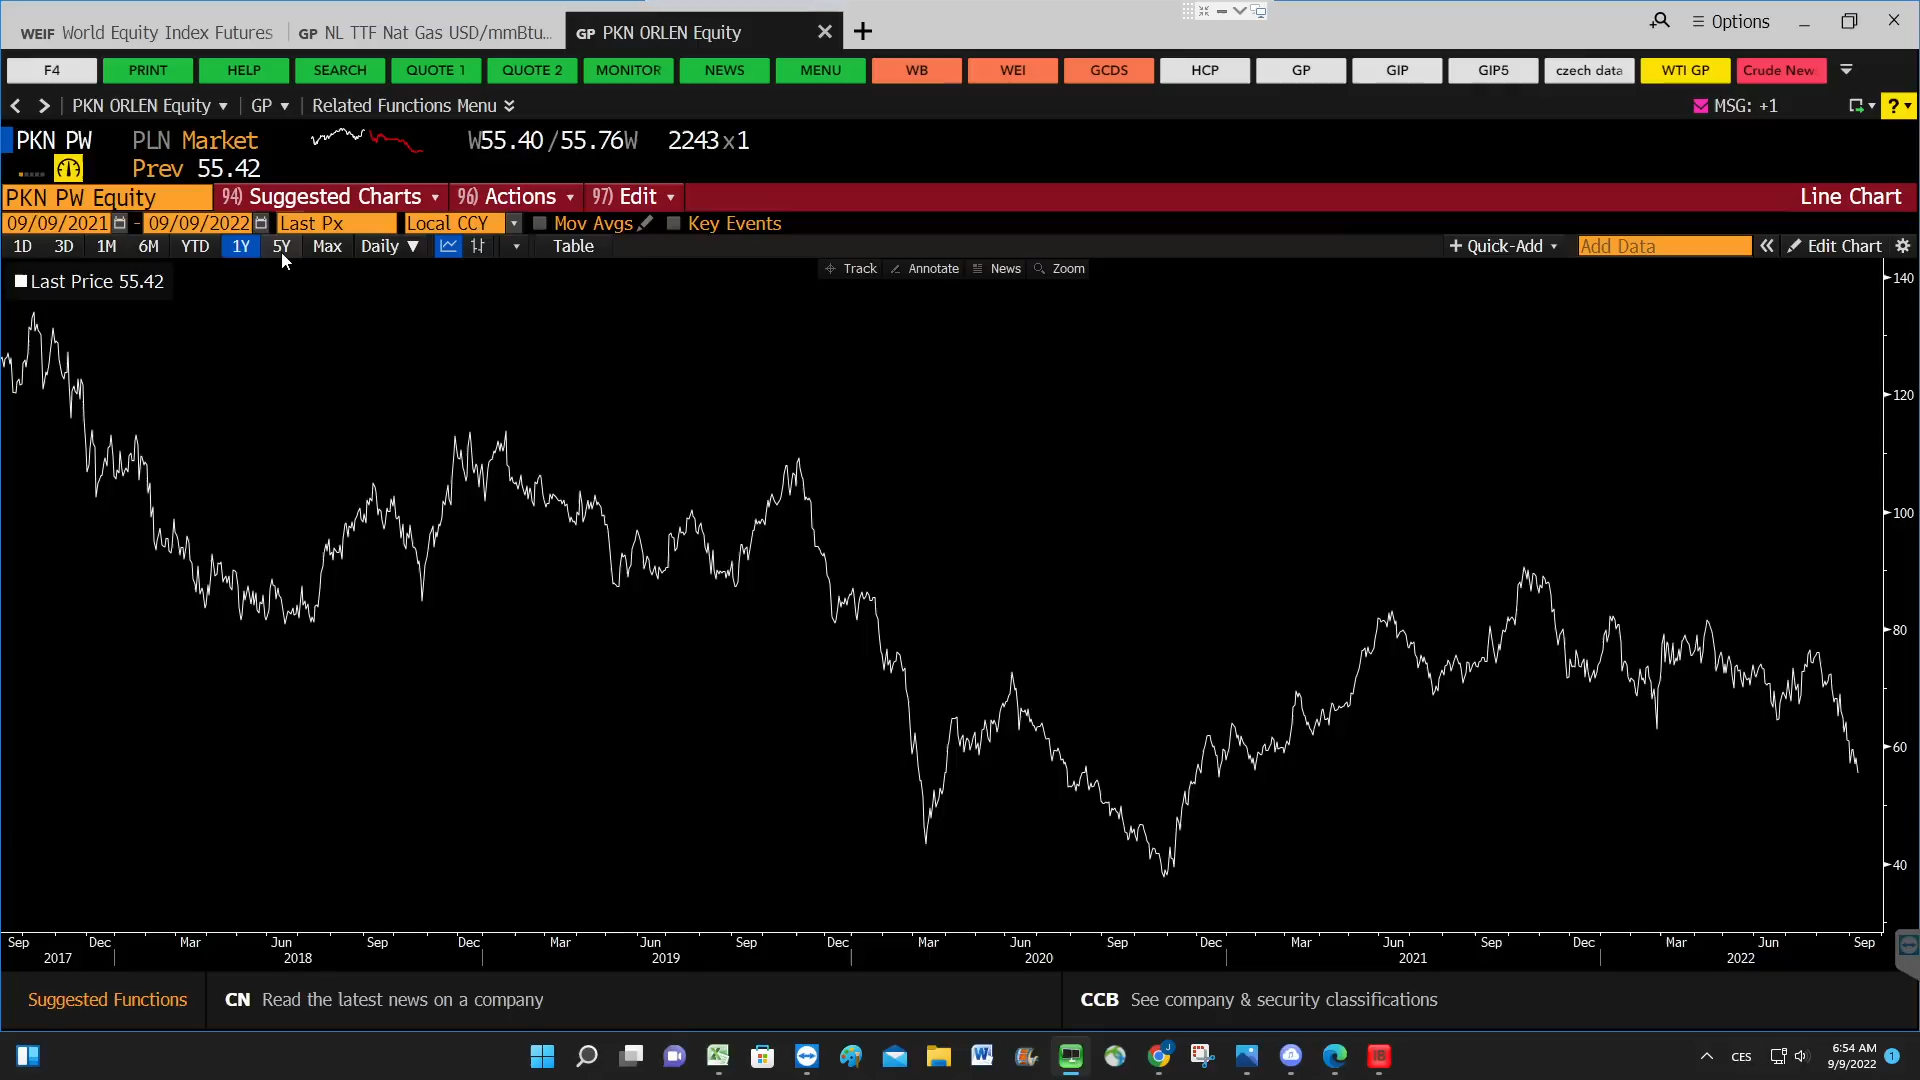 WEIF World Equity Index Futures
GP NL TTF Nat Gas USD/mmBtu...
GP PKN ORLEN Equity
Options
F4 PRINT HELP SEARCH QUOTE 1 QUOTE 2 MONITOR NEWS MENU WB WEI GCDS HCP GP GIP GIP5 czech data WTI GP Crude New
PKN ORLEN Equity GP Related Functions Menu MSG: +1 ?
PKN PW PLN Market W55.40/55.76W 2243x1
Prev 55.42
PKN PW Equity 94) Suggested Charts 96) Actions 97) Edit Line Chart
09/09/2021 - 09/09/2022 Last Px Local CCY Mov Avgs Key Events
1D 3D 1M 6M YTD 1Y 5Y Max Daily ▼ Table + Quick-Add Add Data « Edit Chart
Track Annotate News Zoom
Last Price 55.42
140
120
100
80
60
40
Sep Dec Mar Jun Sep Dec Mar Jun Sep Dec Mar Jun Sep Dec Mar Jun Sep Dec Mar Jun Sep
2017 2018 2019 2020 2021 2022
Suggested Functions CN Read the latest news on a company CCB See company & security classifications
CES
6:54 AM
9/9/2022
1